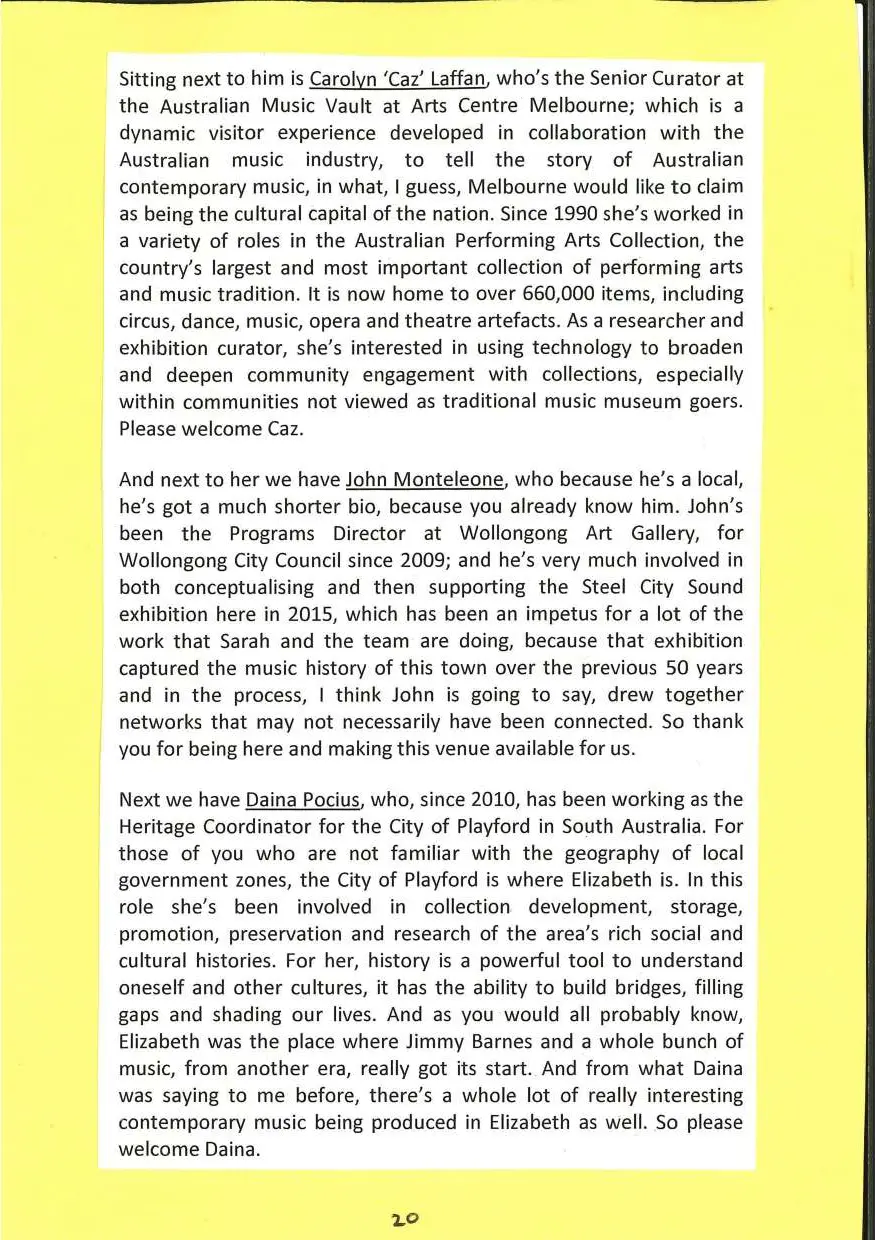 Sitting next to him is Carolyn ‘Caz’ Laffan, who’s the Senior Curator at
the Australian Music Vault at Arts Centre Melbourne; which is a
dynamic visitor experience developed in collaboration with the
Australian music industry, to tell the story of Australian
contemporary music, in what, I guess, Melbourne would like to claim
as being the cultural capital of the nation. Since 1990 she’s worked in
a variety of roles in the Australian Performing Arts Collection, the
country’s largest and most important collection of performing arts
and music tradition. It is now home to over 660,000 items, including
circus, dance, music, opera and theatre artefacts. As a researcher and
exhibition curator, she’s interested in using technology to broaden
and deepen community engagement with collections, especially
within communities not viewed as traditional music museum goers.
Please welcome Caz.
And next to her we have John Monteleone, who because he’s a local,
he’s got a much shorter bio, because you already know him. John’s
been the Programs Director at Wollongong Art Gallery, for
Wollongong City Council since 2009; and he’s very much involved in
both conceptualising and then supporting the Steel City Sound
exhibition here in 2015, which has been an impetus for a lot of the
work that Sarah and the team are doing, because that exhibition
captured the music history of this town over the previous 50 years
and in the process, I think John is going to say, drew together
networks that may not necessarily have been connected. So thank
you for being here and making this venue available for us.
Next we have Daina Pocius, who, since 2010, has been working as the
Heritage Coordinator for the City of Playford in South Australia. For
those of you who are not familiar with the geography of local
government zones, the City of Playford is where Elizabeth is. In this
role she’s been involved in collection development, storage,
promotion, preservation and research of the area’s rich social and
cultural histories. For her, history is a powerful tool to understand
oneself and other cultures, it has the ability to build bridges, filling
gaps and shading our lives. And as you would all probably know,
Elizabeth was the place where Jimmy Barnes and a whole bunch of
music, from another era, really got its start. And from what Daina
was saying to me before, there’s a whole lot of really interesting
contemporary music being produced in Elizabeth as well. So please
welcome Daina.
20